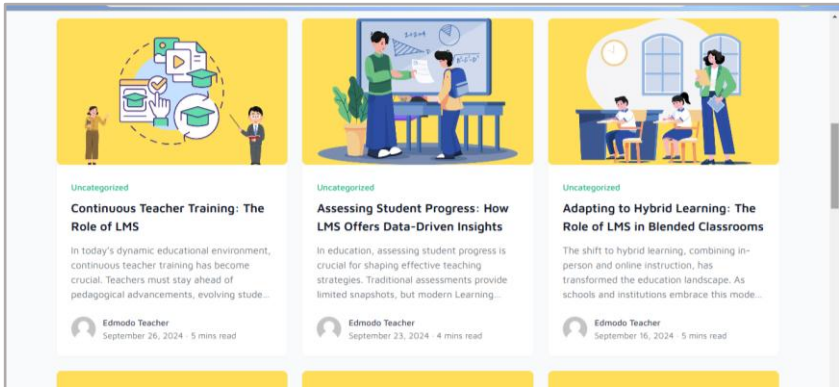 Uncategorized
Continuous Teacher Training: The
Role of LMS
In today's dynamic educational environment,
continuous teacher training has become
crucial. Teachers must stay ahead of
pedagogical advancements, evolving stude...
Edmodo Teacher
September 26, 2024 · 5 mins read
Uncategorized
Assessing Student Progress: How
LMS Offers Data-Driven Insights
In education, assessing student progress is
crucial for shaping effective teaching
strategies. Traditional assessments provide
limited snapshots, but modern Learning...
Edmodo Teacher
September 23, 2024 · 4 mins read
Uncategorized
Adapting to Hybrid Learning: The
Role of LMS in Blended Classrooms
The shift to hybrid learning, combining in-
person and online instruction, has
transformed the education landscape. As
schools and institutions embrace this mode...
Edmodo Teacher
September 16, 2024 · 5 mins read